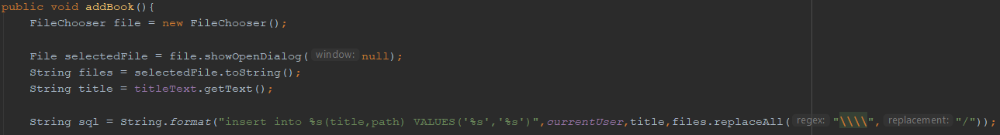 public void addBook(){
    FileChooser file = new FileChooser();
    File selectedFile = file.showOpenDialog( window: null);
    String files = selectedFile.toString();
    String title = titleText.getText();
    String sql = String.format("insert into %s(title,path) VALUES('%s','%s')",currentUser,title,files.replaceAll( regex: "\\\\", replacement: "/"));